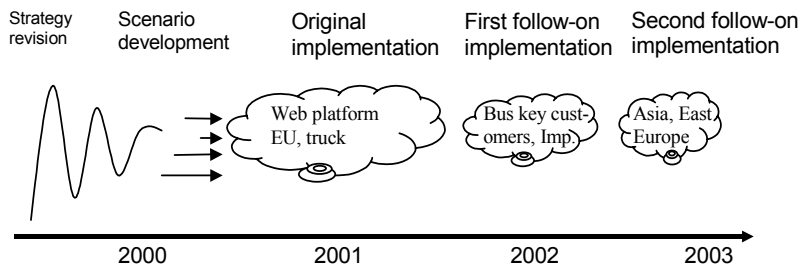 Strategy
revision
Scenario
development
Original
implementation
First follow-on
implementation
Second follow-on
implementation
Web platform
EU, truck
Bus key cust-
omers, Imp.
Asia, East
Europe
2000
2001
2002
2003